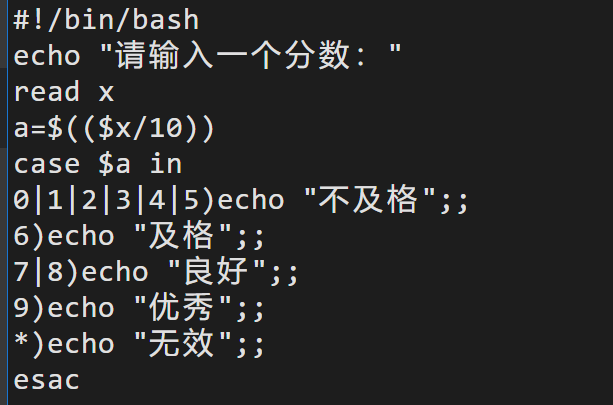 #!/bin/bash
echo "请输入一个分数: "
read x
a=$(($x/10))
case $a in
0|1|2|3|4|5)echo "不及格";;
6)echo "及格";;
7|8)echo "良好";;
9)echo "优秀";;
*)echo "无效";;
esac